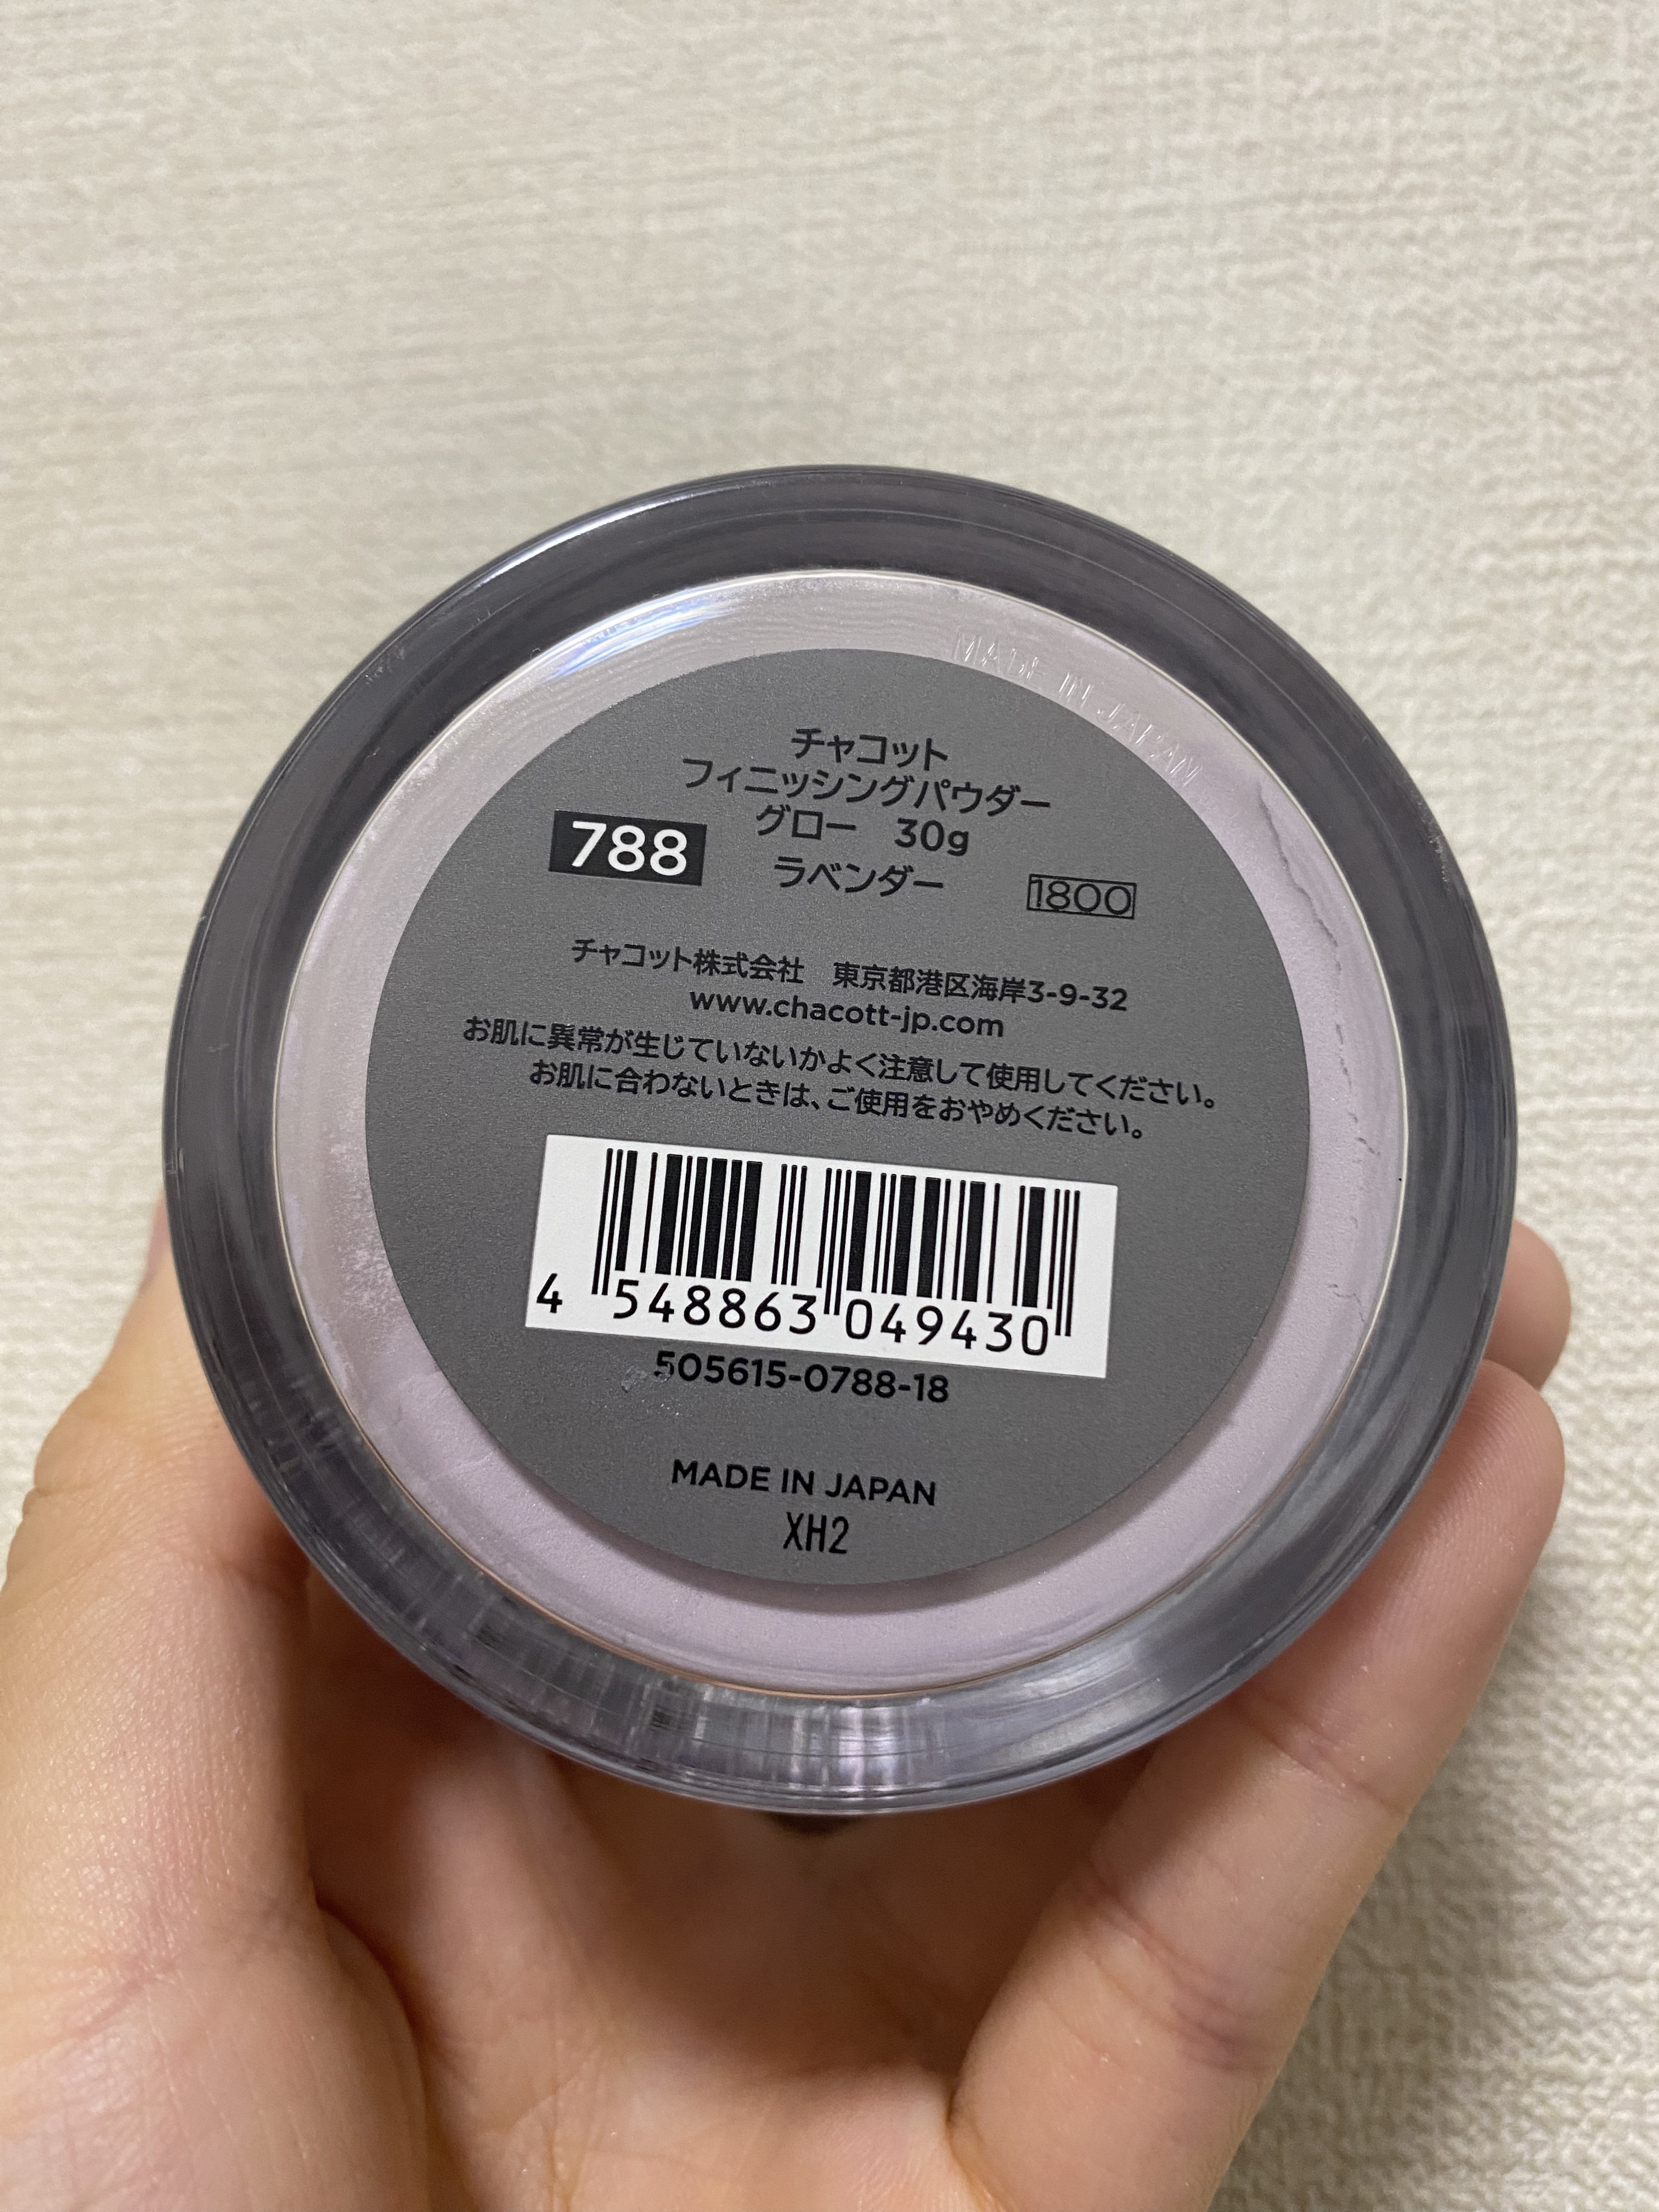 MADE IN JAPAN
チャコット
フィニッシングパウダー
グロー 30g
788 ラベンダー 1800
チャコット株式会社 東京都港区海岸3-9-32
www.chacott-jp.com
お肌に異常が生じていないかよく注意して使用してください。
お肌に合わないときは、ご使用をおやめください。
4 548863 049430
505615-0788-18
MADE IN JAPAN
XH2